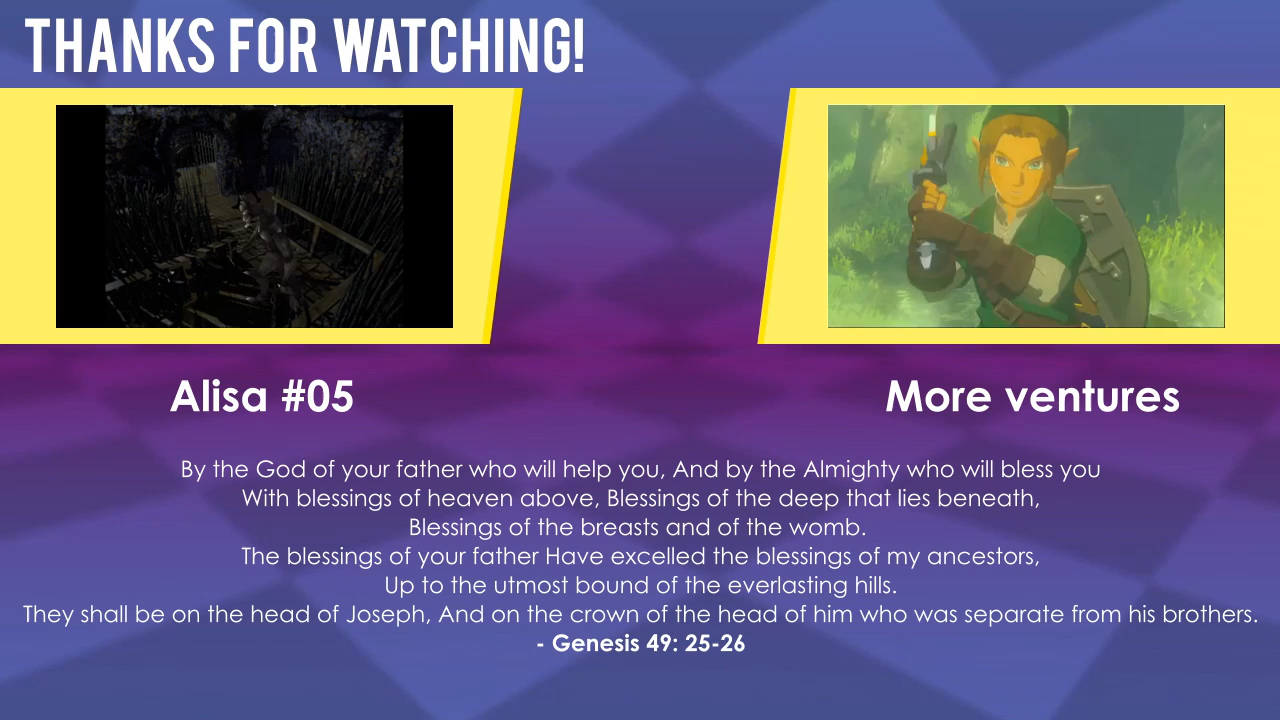 THANKS FOR WATCHING!
Alisa #05
More ventures
By the God of your father who will help you, And by the Almighty who will bless you
With blessings of heaven above, Blessings of the deep that lies beneath,
Blessings of the breasts and of the womb.
The blessings of your father Have excelled the blessings of my ancestors,
Up to the utmost bound of the everlasting hills.
They shall be on the head of Joseph, And on the crown of the head of him who was separate from his brothers.
- Genesis 49: 25-26